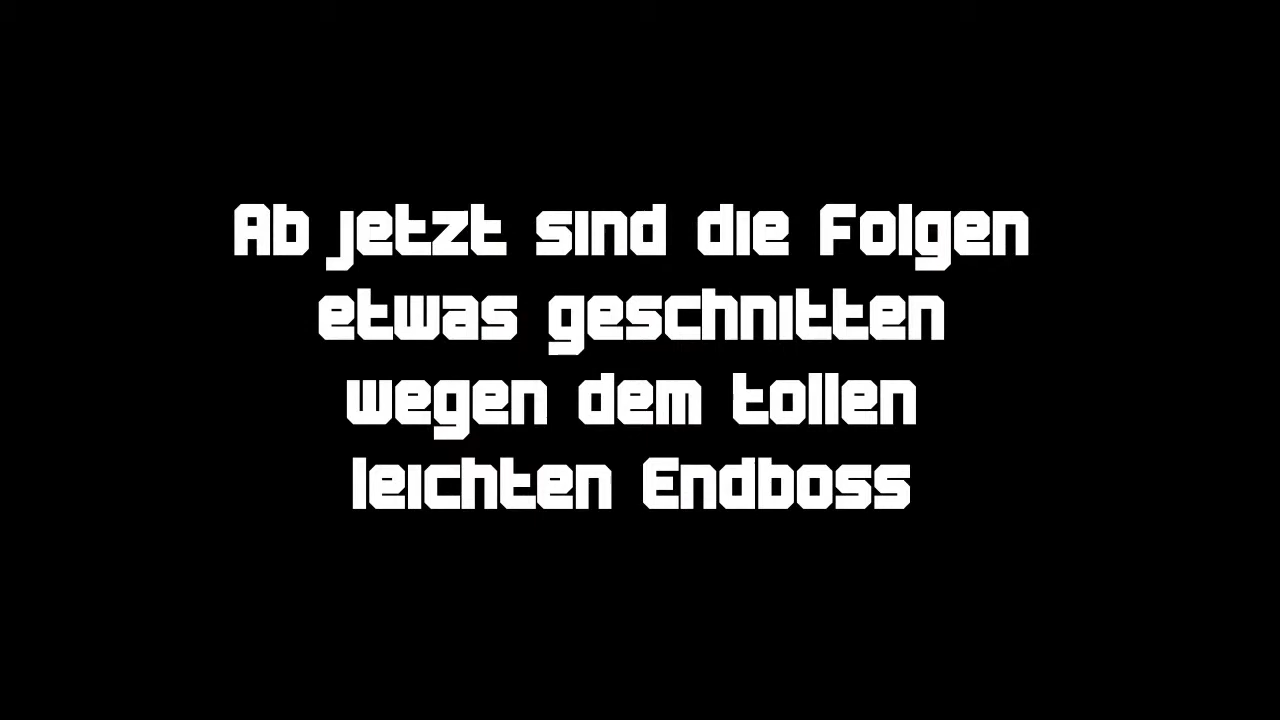 Ab jetzt sind die Folgen
etwas geschnitten
wegen dem tollen
leichten Endboss